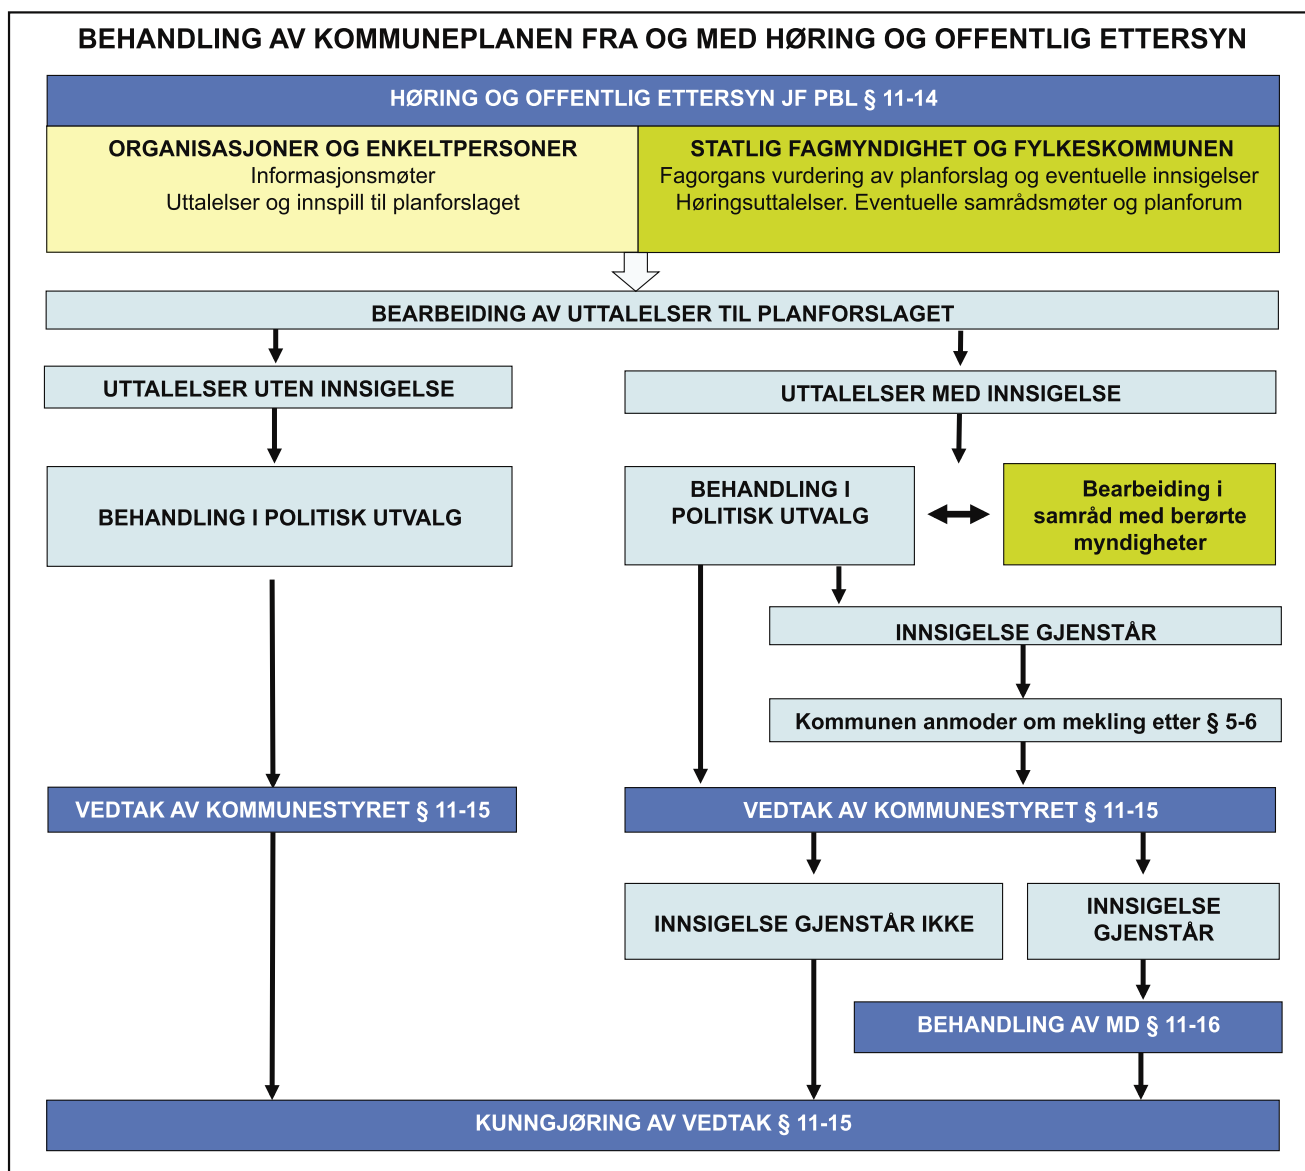 BEHANDLING AV KOMMUNEPLANEN FRA OG MED HØRING OG OFFENTLIG ETTERSYN
HØRING OG OFFENTLIG ETTERSYN JF PBL § 11-14
ORGANISASJONER OG ENKELTPERSONER
Informasjonsmøter
Uttalelser og innspill til planforslaget
STATLIG FAGMYNDIGHET OG FYLKESKOMMUNEN
Fagorgans vurdering av planforslag og eventuelle innsigelser
Høringsuttalelser. Eventuelle samrådsmøter og planforum
BEARBEIDING AV UTTALELSER TIL PLANFORSLAGET
UTTALELSER UTEN INNSIGELSE
UTTALELSER MED INNSIGELSE
BEHANDLING I POLITISK UTVALG
BEHANDLING I
POLITISK UTVALG
Bearbeiding i
samråd med berørte
myndigheter
INNSIGELSE GJENSTÅR
Kommunen anmoder om mekling etter § 5-6
VEDTAK AV KOMMUNESTYRET § 11-15
VEDTAK AV KOMMUNESTYRET § 11-15
INNSIGELSE GJENSTÅR IKKE
INNSIGELSE
GJENSTÅR
BEHANDLING AV MD § 11-16
KUNNGJØRING AV VEDTAK § 11-15